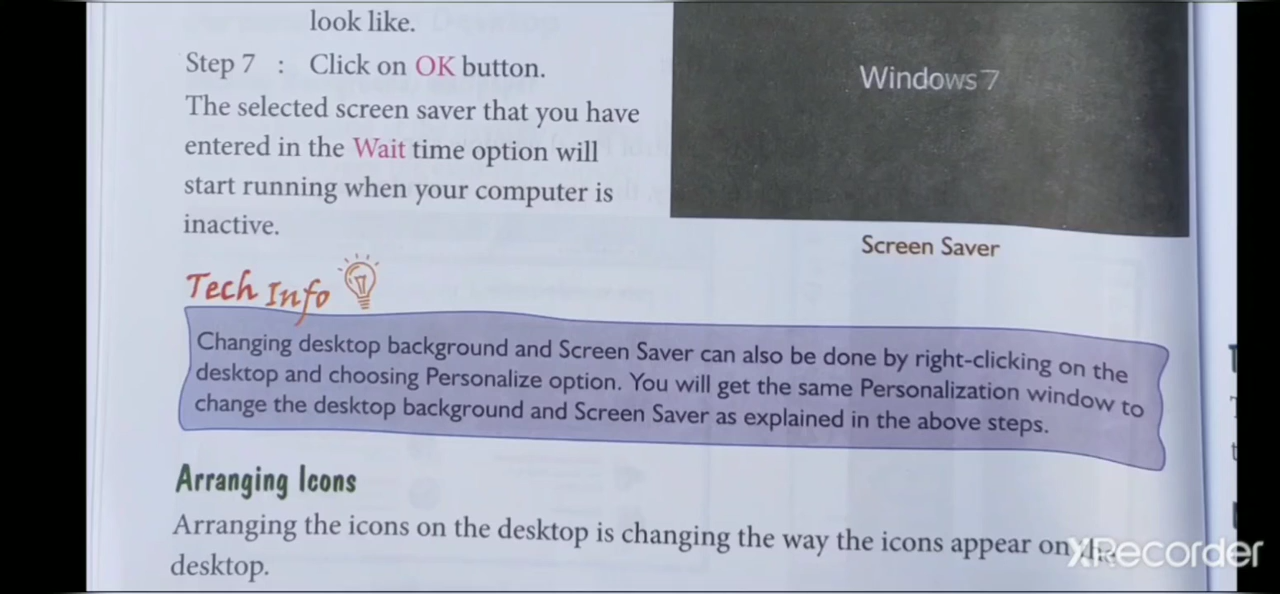 look like.
Step 7 : Click on OK button.
The selected screen saver that you have
entered in the Wait time option will
start running when your computer is
inactive.
Windows 7
Screen Saver
Tech Info
Changing desktop background and Screen Saver can also be done by right-clicking on the
desktop and choosing Personalize option. You will get the same Personalization window to
change the desktop background and Screen Saver as explained in the above steps.
Arranging Icons
Arranging the icons on the desktop is changing the way the icons appear on the
desktop.
XRecorder